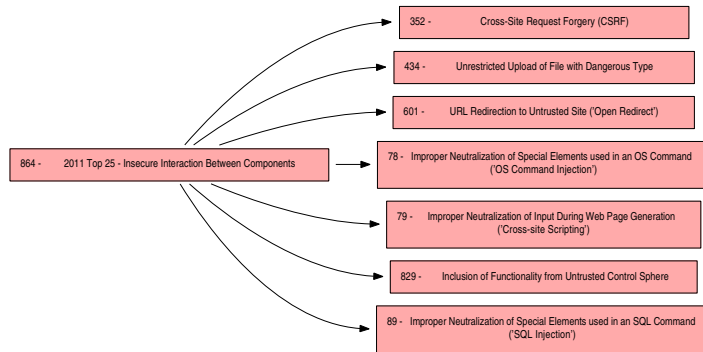 352 - Cross-Site Request Forgery (CSRF)
434 - Unrestricted Upload of File with Dangerous Type
601 - URL Redirection to Untrusted Site ('Open Redirect')
864 - 2011 Top 25 - Insecure Interaction Between Components
78 - Improper Neutralization of Special Elements used in an OS Command
('OS Command Injection')
79 - Improper Neutralization of Input During Web Page Generation
('Cross-site Scripting')
829 - Inclusion of Functionality from Untrusted Control Sphere
89 - Improper Neutralization of Special Elements used in an SQL Command
('SQL Injection')